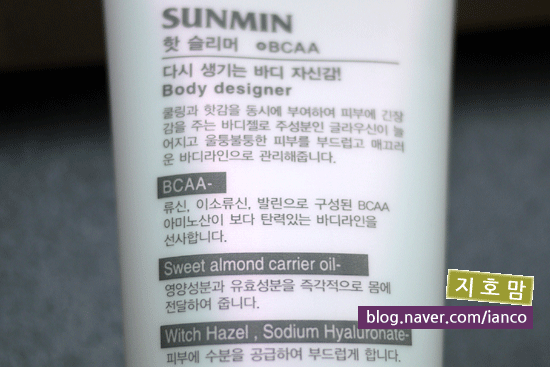 SUNMIN
핫 슬리머 ●BCAA
다시 생기는 바디 자신감!
Body designer
쿨링과 핫감을 동시에 부여하여 피부에 긴장
감을 주는 바디젤로 주성분인 글라우신이 늘
어지고 울퉁불퉁한 피부를 부드럽고 매끄러
운 바디라인으로 관리해줍니다.
BCAA-
류신, 이소류신, 발린으로 구성된 BCAA
아미노산이 보다 탄력있는 바디라인을
선사합니다.
Sweet almond carrier oil-
영양성분과 유효성분을 즉각적으로 몸에
전달하여 줍니다.
Witch Hazel , Sodium Hyaluronate-
피부에 수분을 공급하여 부드럽게 합니다.
지호맘
blog.naver.com/ianco